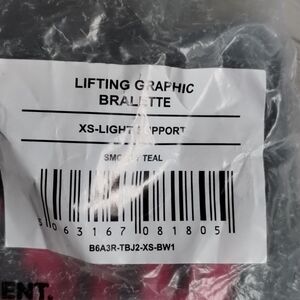 LIFTING GRAPHIC
BRALETTE
XS-LIGHT SUPPORT
TEAL
5 063167 081805
B6A3R-TBJ2-XS-BW1
ENT.